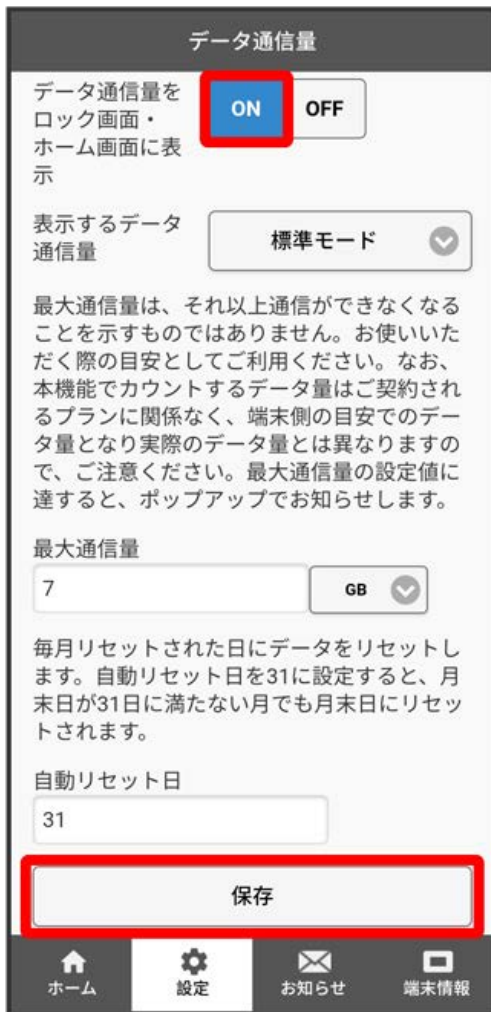 データ通信量
データ通信量を
ロック画面・
ホーム画面に表
示
ON
OFF
表示するデータ
通信量
標準モード
最大通信量は、それ以上通信ができなくなる
ことを示すものではありません。お使いいた
だく際の目安としてご利用ください。なお、
本機能でカウントするデータ量はご契約され
るプランに関係なく、端末側の目安でのデー
タ量となり実際のデータ量とは異なりますの
で、ご注意ください。最大通信量の設定値に
達すると、ポップアップでお知らせします。
最大通信量
7
GB
毎月リセットされた日にデータをリセットし
ます。自動リセット日を31に設定すると、月
末日が31日に満たない月でも月末日にリセッ
トされます。
自動リセット日
31
保存
ホーム
設定
お知らせ
端末情報